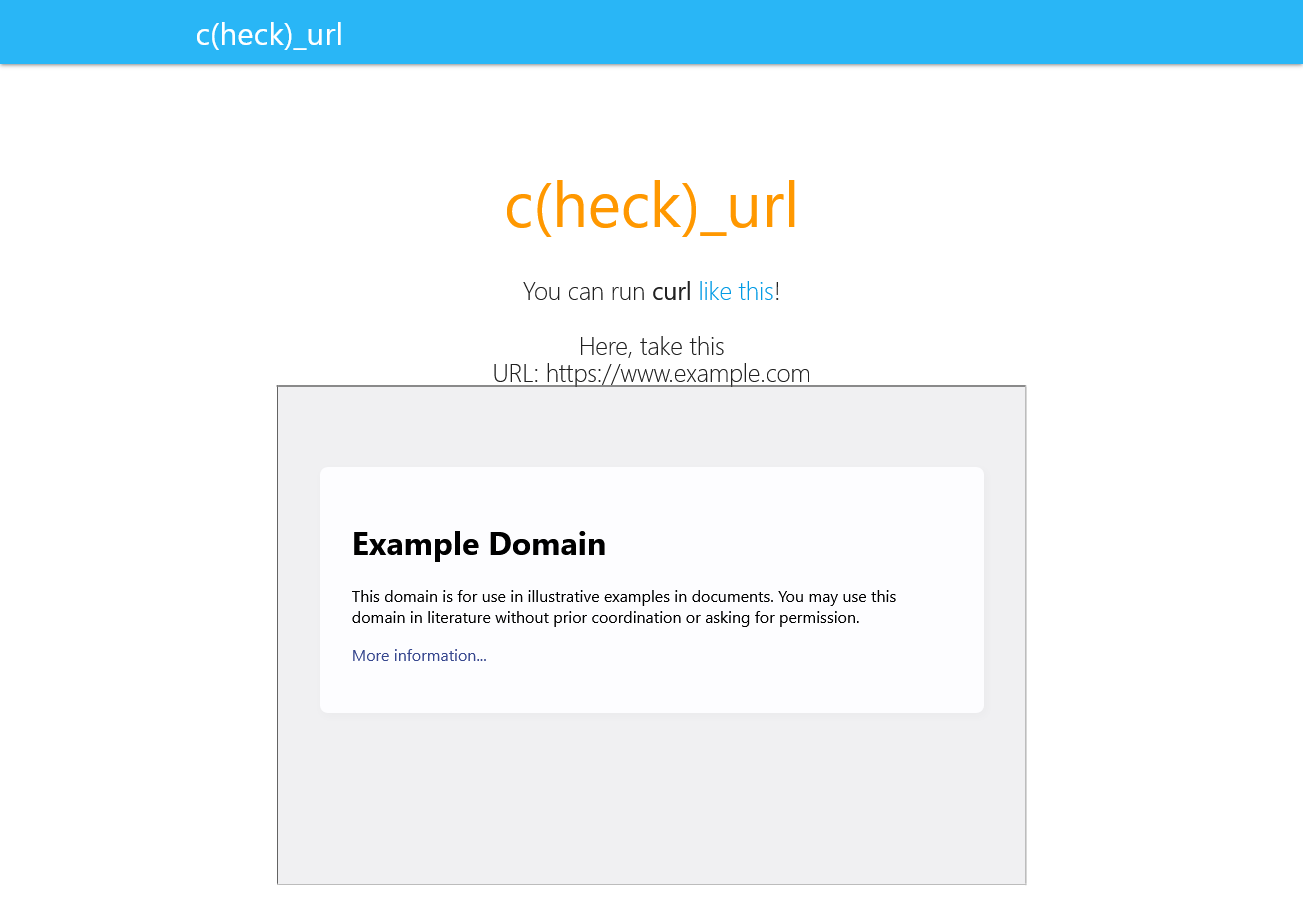 c(heck)_url
c(heck)_url
You can run curl like this!
Here, take this
URL: https://www.example.com
Example Domain
This domain is for use in illustrative examples in documents. You may use this
domain in literature without prior coordination or asking for permission.
More information...